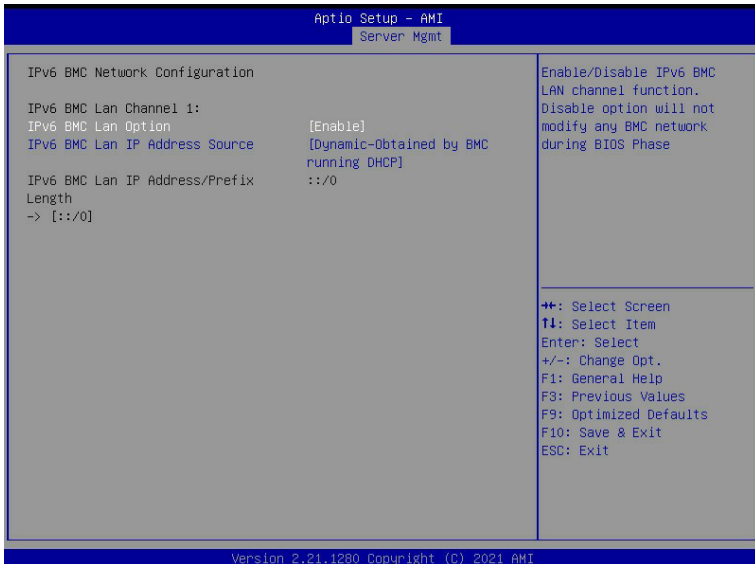 Aptio Setup - AMI
Server Mgmt
IPv6 BMC Network Configuration
IPv6 BMC Lan Channel 1:
IPv6 BMC Lan Option [Enable]
IPv6 BMC Lan IP Address Source [Dynamic-Obtained by BMC
running DHCP]
IPv6 BMC Lan IP Address/Prefix ::/0
Length
-> [::/0]
Enable/Disable IPv6 BMC
LAN channel function.
Disable option will not
modify any BMC network
during BIOS Phase
→←: Select Screen
↑↓: Select Item
Enter: Select
+/-: Change Opt.
F1: General Help
F3: Previous Values
F9: Optimized Defaults
F10: Save & Exit
ESC: Exit
Version 2.21.1280 Copyright (C) 2021 AMI